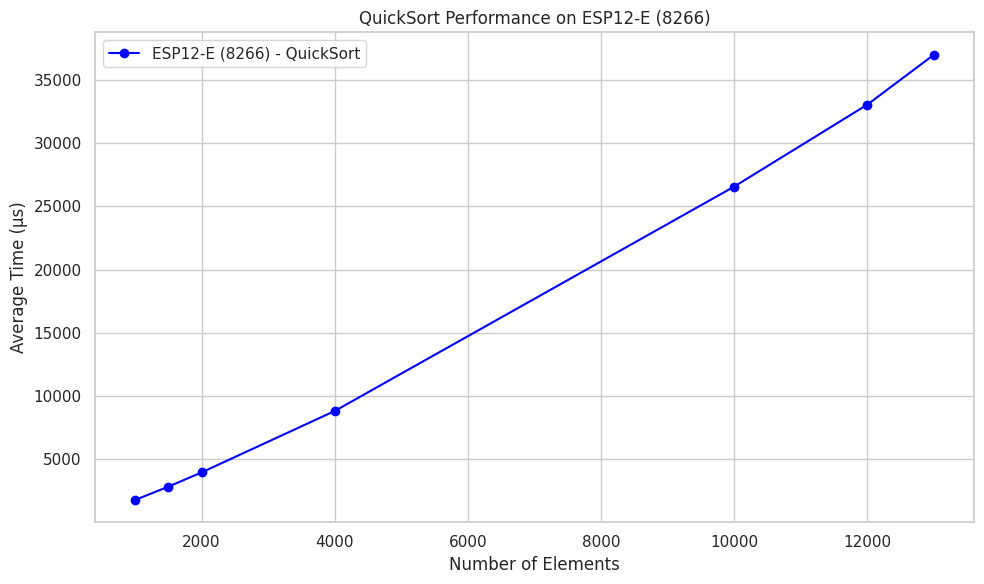 QuickSort Performance on ESP12-E (8266)
ESP12-E (8266) - QuickSort
35000
30000
25000
20000
15000
10000
5000
Average Time (µs)
2000 4000 6000 8000 10000 12000
Number of Elements